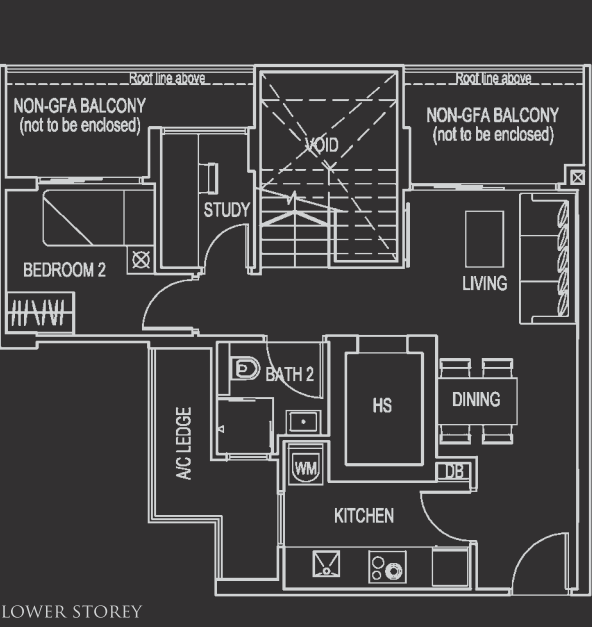 Roof line above
Roof line above
NON-GFA BALCONY
(not to be enclosed)
NON-GFA BALCONY
(not to be enclosed)
VOID
STUDY
BEDROOM 2
LIVING
BATH 2
HS
DINING
A/C LEDGE
WM
DB
KITCHEN
LOWER STOREY